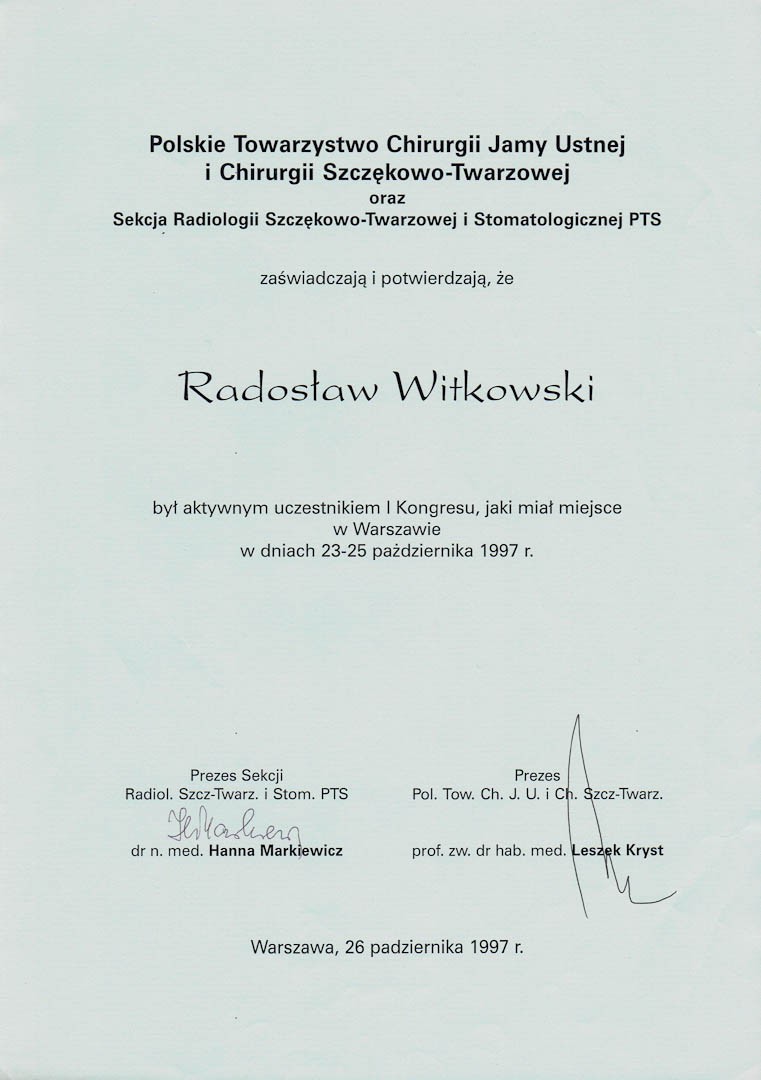 Polskie Towarzystwo Chirurgii Jamy Ustnej
i Chirurgii Szczękowo-Twarzowej
oraz
Sekcja Radiologii Szczękowo-Twarzowej i Stomatologicznej PTS
zaświadczają i potwierdzają, że
Radosław Witkowski
był aktywnym uczestnikiem I Kongresu, jaki miał miejsce
w Warszawie
w dniach 23-25 października 1997 r.
Prezes Sekcji
Radiol. Szcz-Twarz. i Stom. PTS
dr n. med. Hanna Markiewicz
Prezes
Pol. Tow. Ch. J. U. i Ch. Szcz-Twarz.
prof. zw. dr hab. med. Leszek Kryst
Warszawa, 26 padziernika 1997 r.